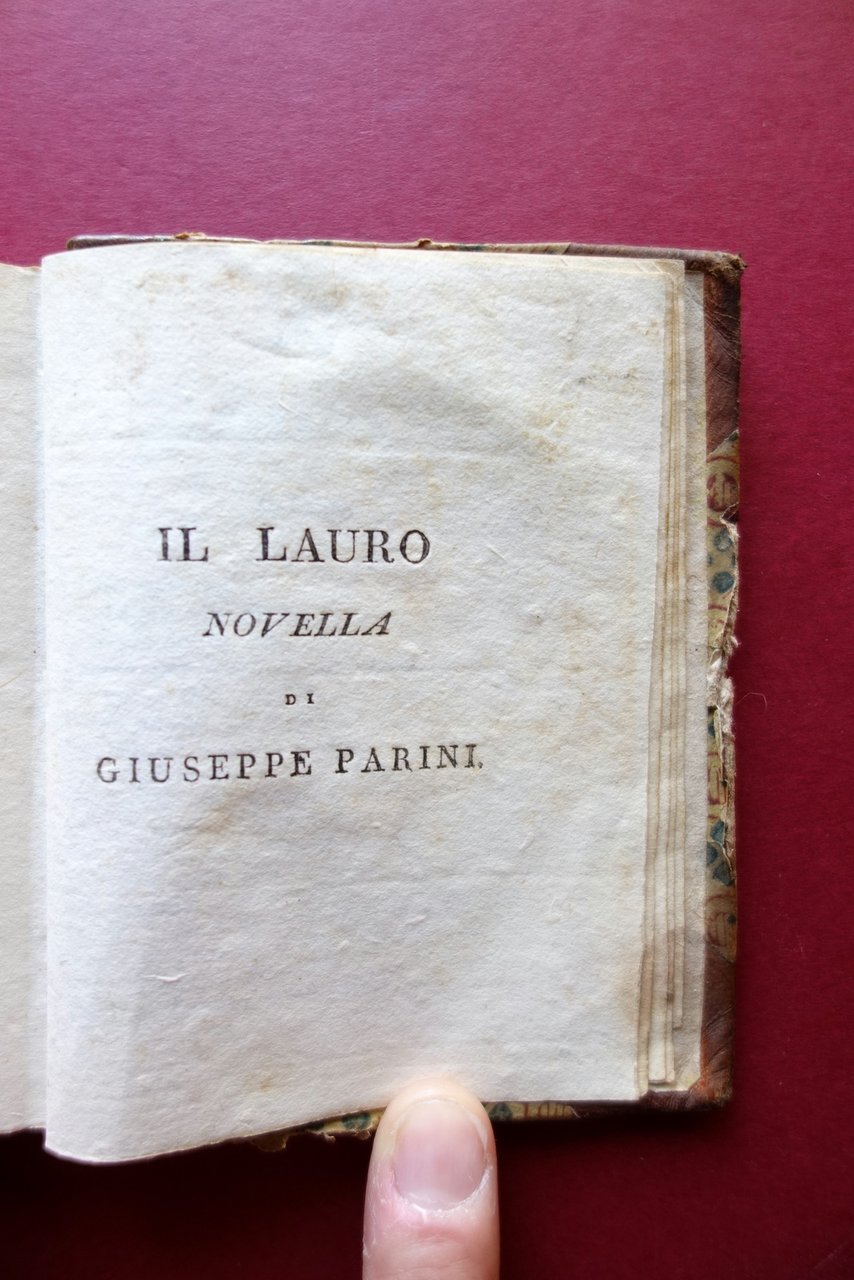 IL LAURO
NOVELLA
DI
GIUSEPPE PARINI.